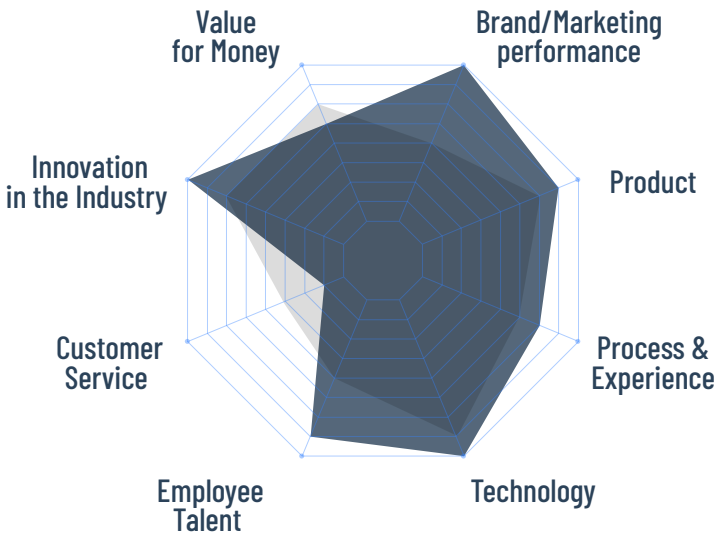 Value
for Money
Brand/Marketing
performance
Innovation
in the Industry
Product
Customer
Service
Process &
Experience
Employee
Talent
Technology